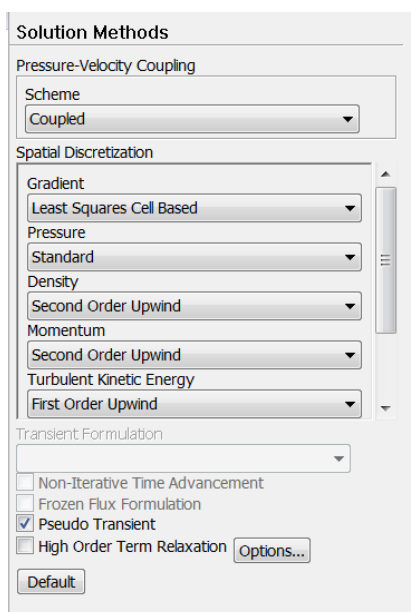 Solution Methods
Pressure-Velocity Coupling
Scheme
Coupled
Spatial Discretization
Gradient
Least Squares Cell Based
Pressure
Standard
Density
Second Order Upwind
Momentum
Second Order Upwind
Turbulent Kinetic Energy
First Order Upwind
Transient Formulation
Non-Iterative Time Advancement
Frozen Flux Formulation
Pseudo Transient
High Order Term Relaxation Options...
Default